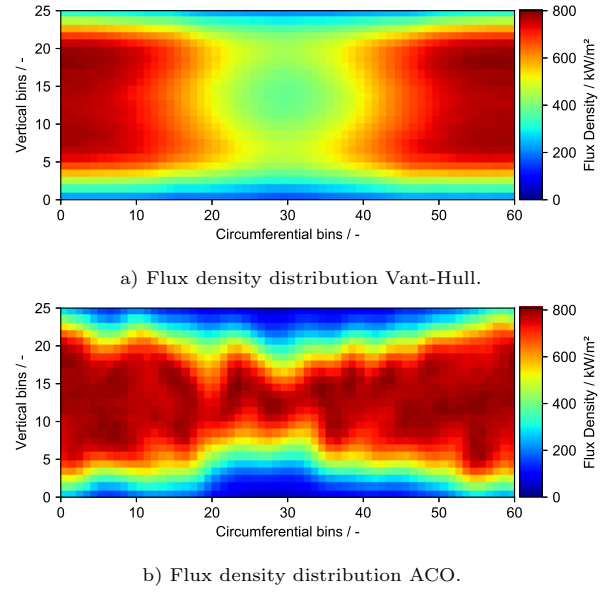 25
20
15
10
5
0
Vertical bins / -
0 10 20 30 40 50 60
Circumferential bins / -
800
600
400
200
0
Flux Density / kW/m²
a) Flux density distribution Vant-Hull.
25
20
15
10
5
0
Vertical bins / -
0 10 20 30 40 50 60
Circumferential bins / -
800
600
400
200
0
Flux Density / kW/m²
b) Flux density distribution ACO.